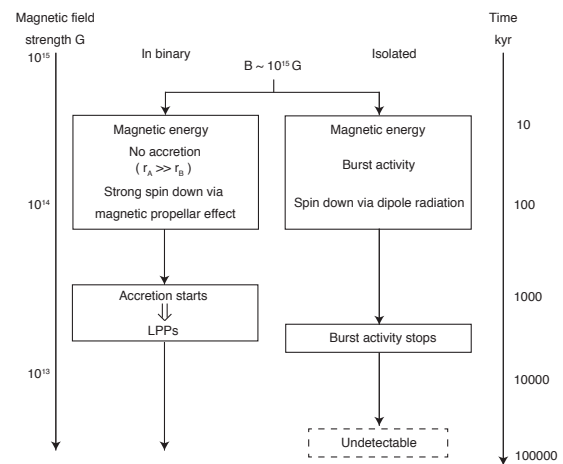 Magnetic field
strength G
Time
kyr
In binary
Isolated
B ~ 10¹⁵ G
10¹⁵
10¹⁴
10¹³
Magnetic energy
No accretion
( r_A >> r_B )
Strong spin down via
magnetic propellar effect
Accretion starts
⇓
LPPs
Magnetic energy
Burst activity
Spin down via dipole radiation
Burst activity stops
Undetectable
10
100
1000
10000
100000